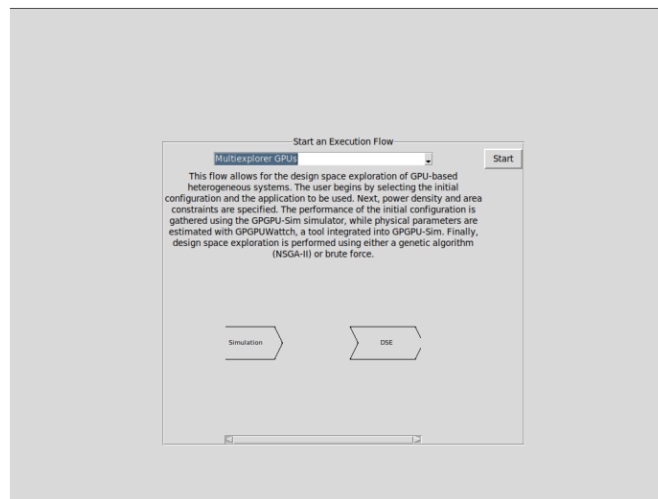 Start an Execution Flow
Multiexplorer GPUs
Start
This flow allows for the design space exploration of GPU-based
heterogeneous systems. The user begins by selecting the initial
configuration and the application to be used. Next, power density and area
constraints are specified. The performance of the initial configuration is
gathered using the GPGPU-Sim simulator, while physical parameters are
estimated with GPGPUWattch, a tool integrated into GPGPU-Sim. Finally,
design space exploration is performed using either a genetic algorithm
(NSGA-II) or brute force.
Simulation
DSE